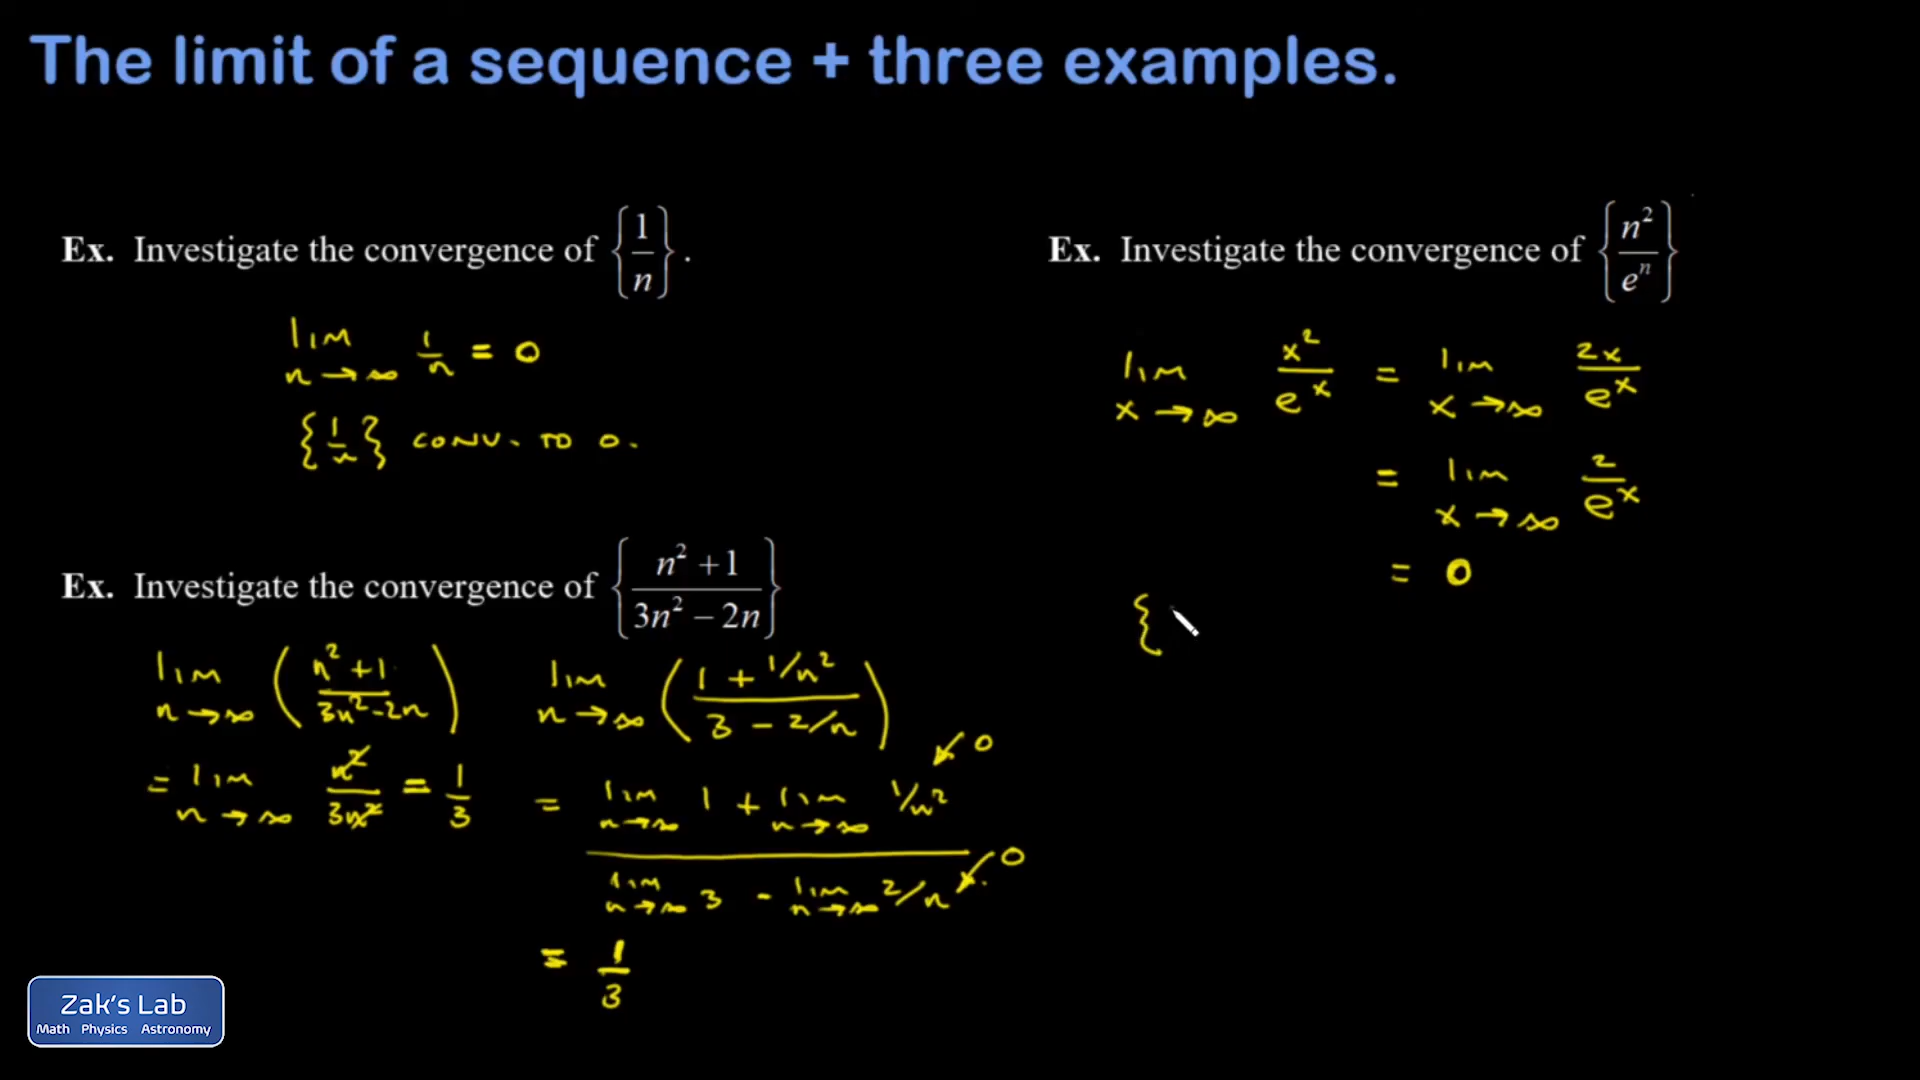 The limit of a sequence + three examples.
Ex. Investigate the convergence of {1/n}.
lim n→∞ 1/n = 0
{1/n} CONV. TO 0.
Ex. Investigate the convergence of {(n² + 1)/(3n² − 2n)}
lim n→∞ ((n² + 1)/(3n² - 2n))
= lim n→∞ n²/3n² = 1/3
lim n→∞ ((1 + 1/n²)/(3 − 2/n))
= (lim n→∞ 1 + lim n→∞ 1/n²)/(lim n→∞ 3 - lim n→∞ 2/n)
0
0
= 1/3
Ex. Investigate the convergence of {n²/eⁿ}
lim x→∞ x²/eˣ = lim x→∞ 2x/eˣ
= lim x→∞ 2/eˣ
= 0
{
Zak's Lab
Math Physics Astronomy